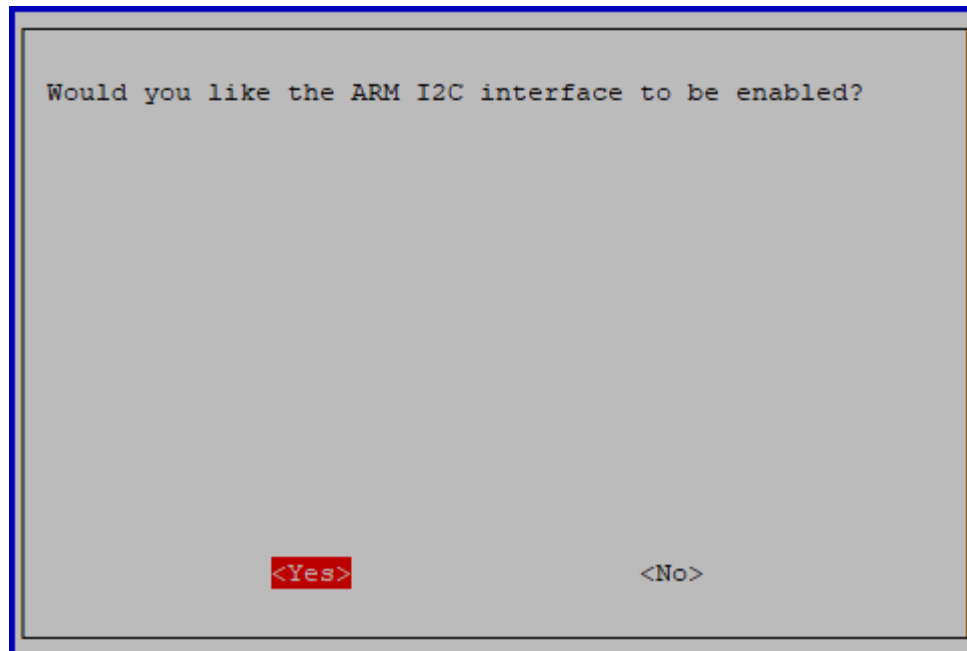 Would you like the ARM I2C interface to be enabled?
<Yes> <No>